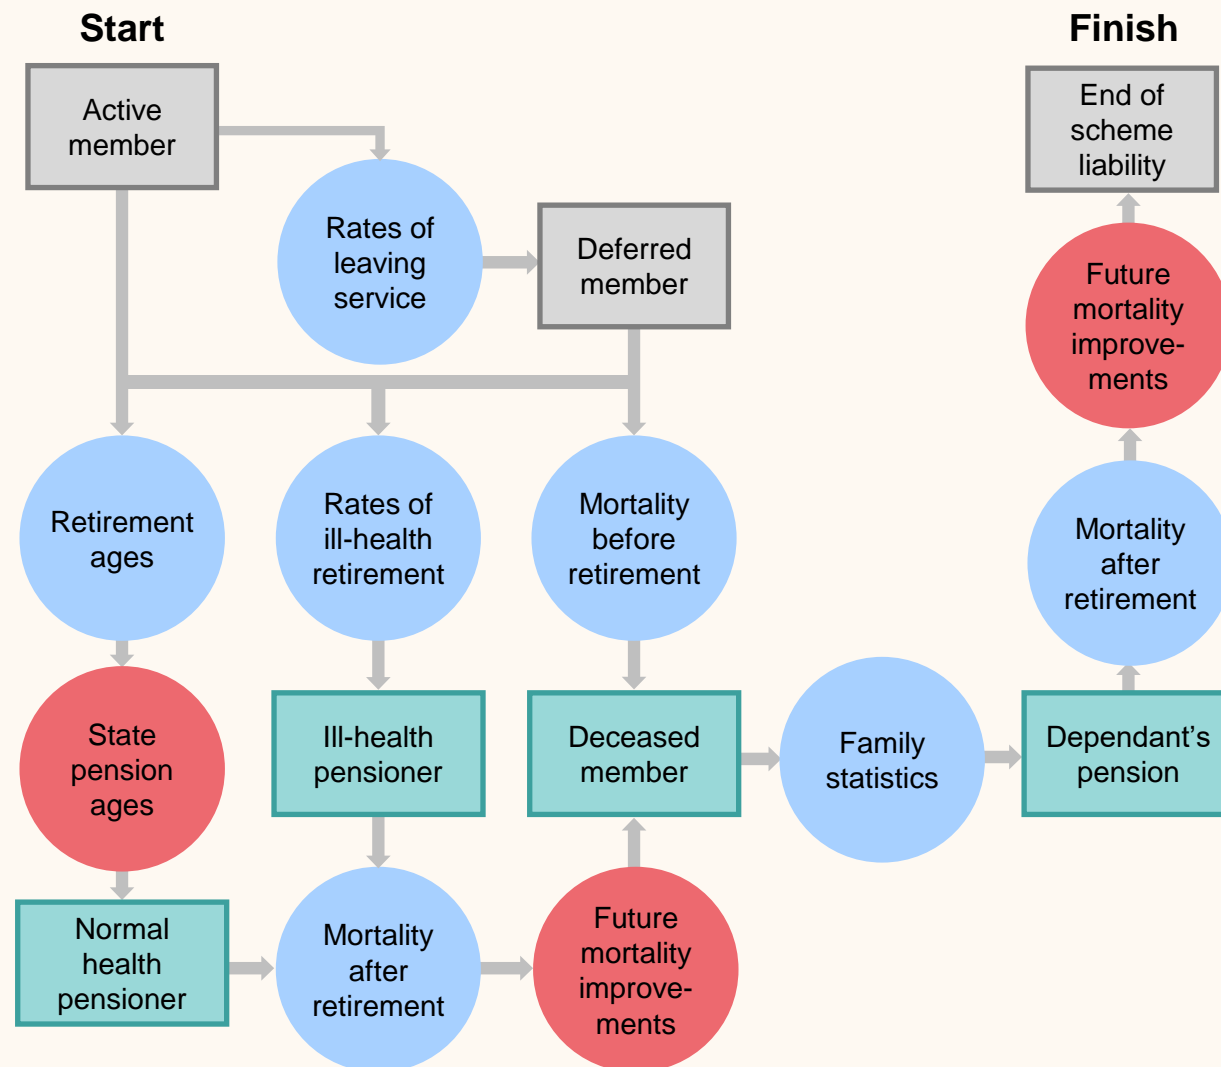 Start
Finish
Active
member
End of
scheme
liability
Rates of
leaving
service
Deferred
member
Future
mortality
improve-
ments
Retirement
ages
Rates of
ill-health
retirement
Mortality
before
retirement
Mortality
after
retirement
State
pension
ages
Ill-health
pensioner
Deceased
member
Family
statistics
Dependant’s
pension
Normal
health
pensioner
Mortality
after
retirement
Future
mortality
improve-
ments